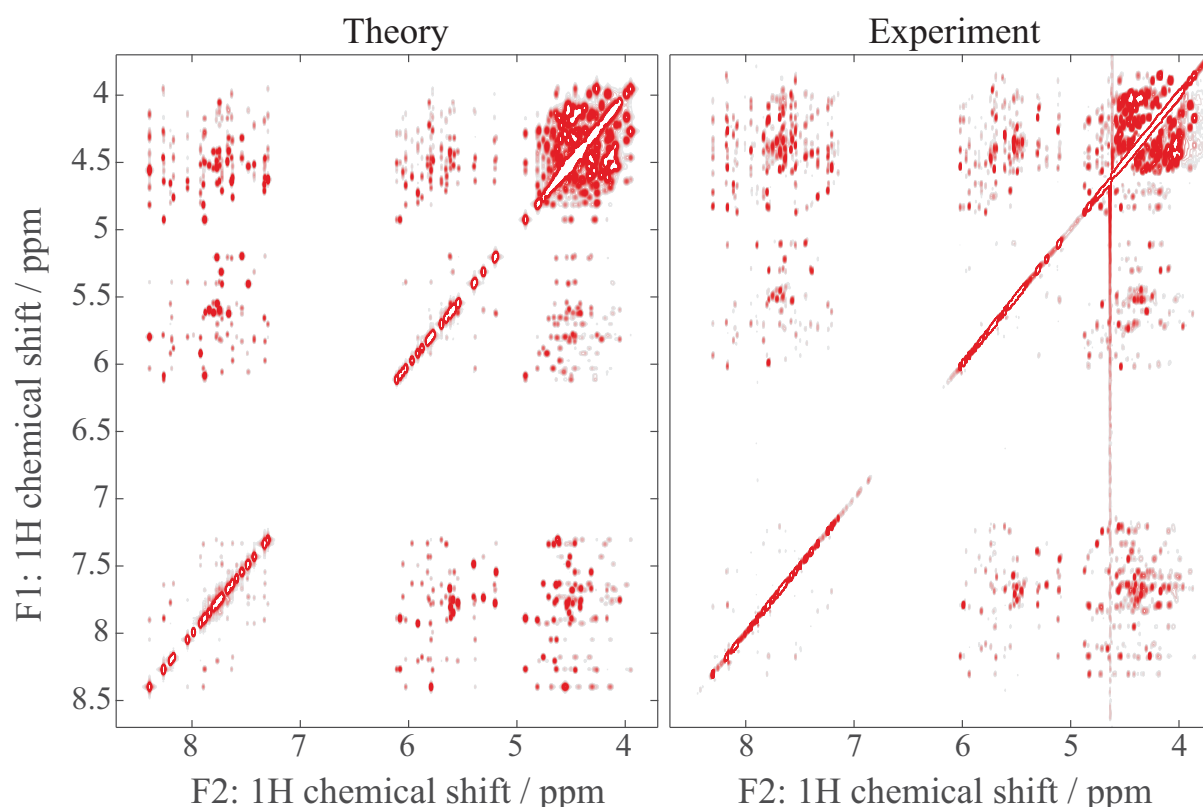 Theory
Experiment
F1: 1H chemical shift / ppm
4
4.5
5
5.5
6
6.5
7
7.5
8
8.5
8 7 6 5 4
8 7 6 5 4
F2: 1H chemical shift / ppm
F2: 1H chemical shift / ppm